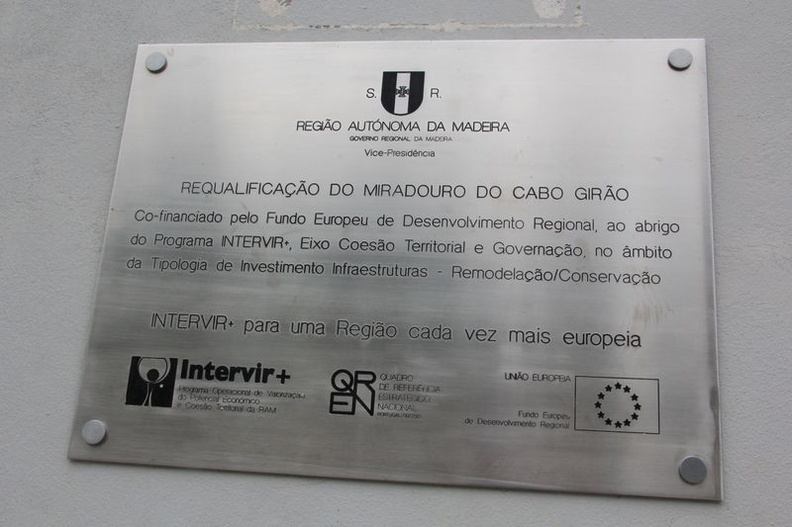 S. R.
REGIÃO AUTÓNOMA DA MADEIRA
GOVERNO REGIONAL DA MADEIRA
Vice-Presidência
REQUALIFICAÇÃO DO MIRADOURO DO CABO GIRÃO
Co-financiado pelo Fundo Europeu de Desenvolvimento Regional, ao abrigo
do Programa INTERVIR+, Eixo Coesão Territorial e Governação, no âmbito
da Tipologia de Investimento Infraestruturas - Remodelação/Conservação
INTERVIR+ para uma Região cada vez mais europeia
Intervir+
Programa Operacional de Valorização
do Potencial Económico
e Coesão Territorial da RAM
QREN
QUADRO
DE REFERÊNCIA
ESTRATÉGICO
NACIONAL
PORTUGAL
UNIÃO EUROPEIA
Fundo Europeu
de Desenvolvimento Regional